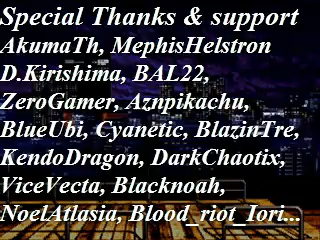 Special Thanks & support
AkumaTh, MephisHelstron
D.Kirishima, BAL22,
ZeroGamer, Aznpikachu,
BlueUbi, Cyanetic, BlazinTre,
KendoDragon, DarkChaotix,
ViceVecta, Blacknoah,
NoelAtlasia, Blood_riot_Iori...